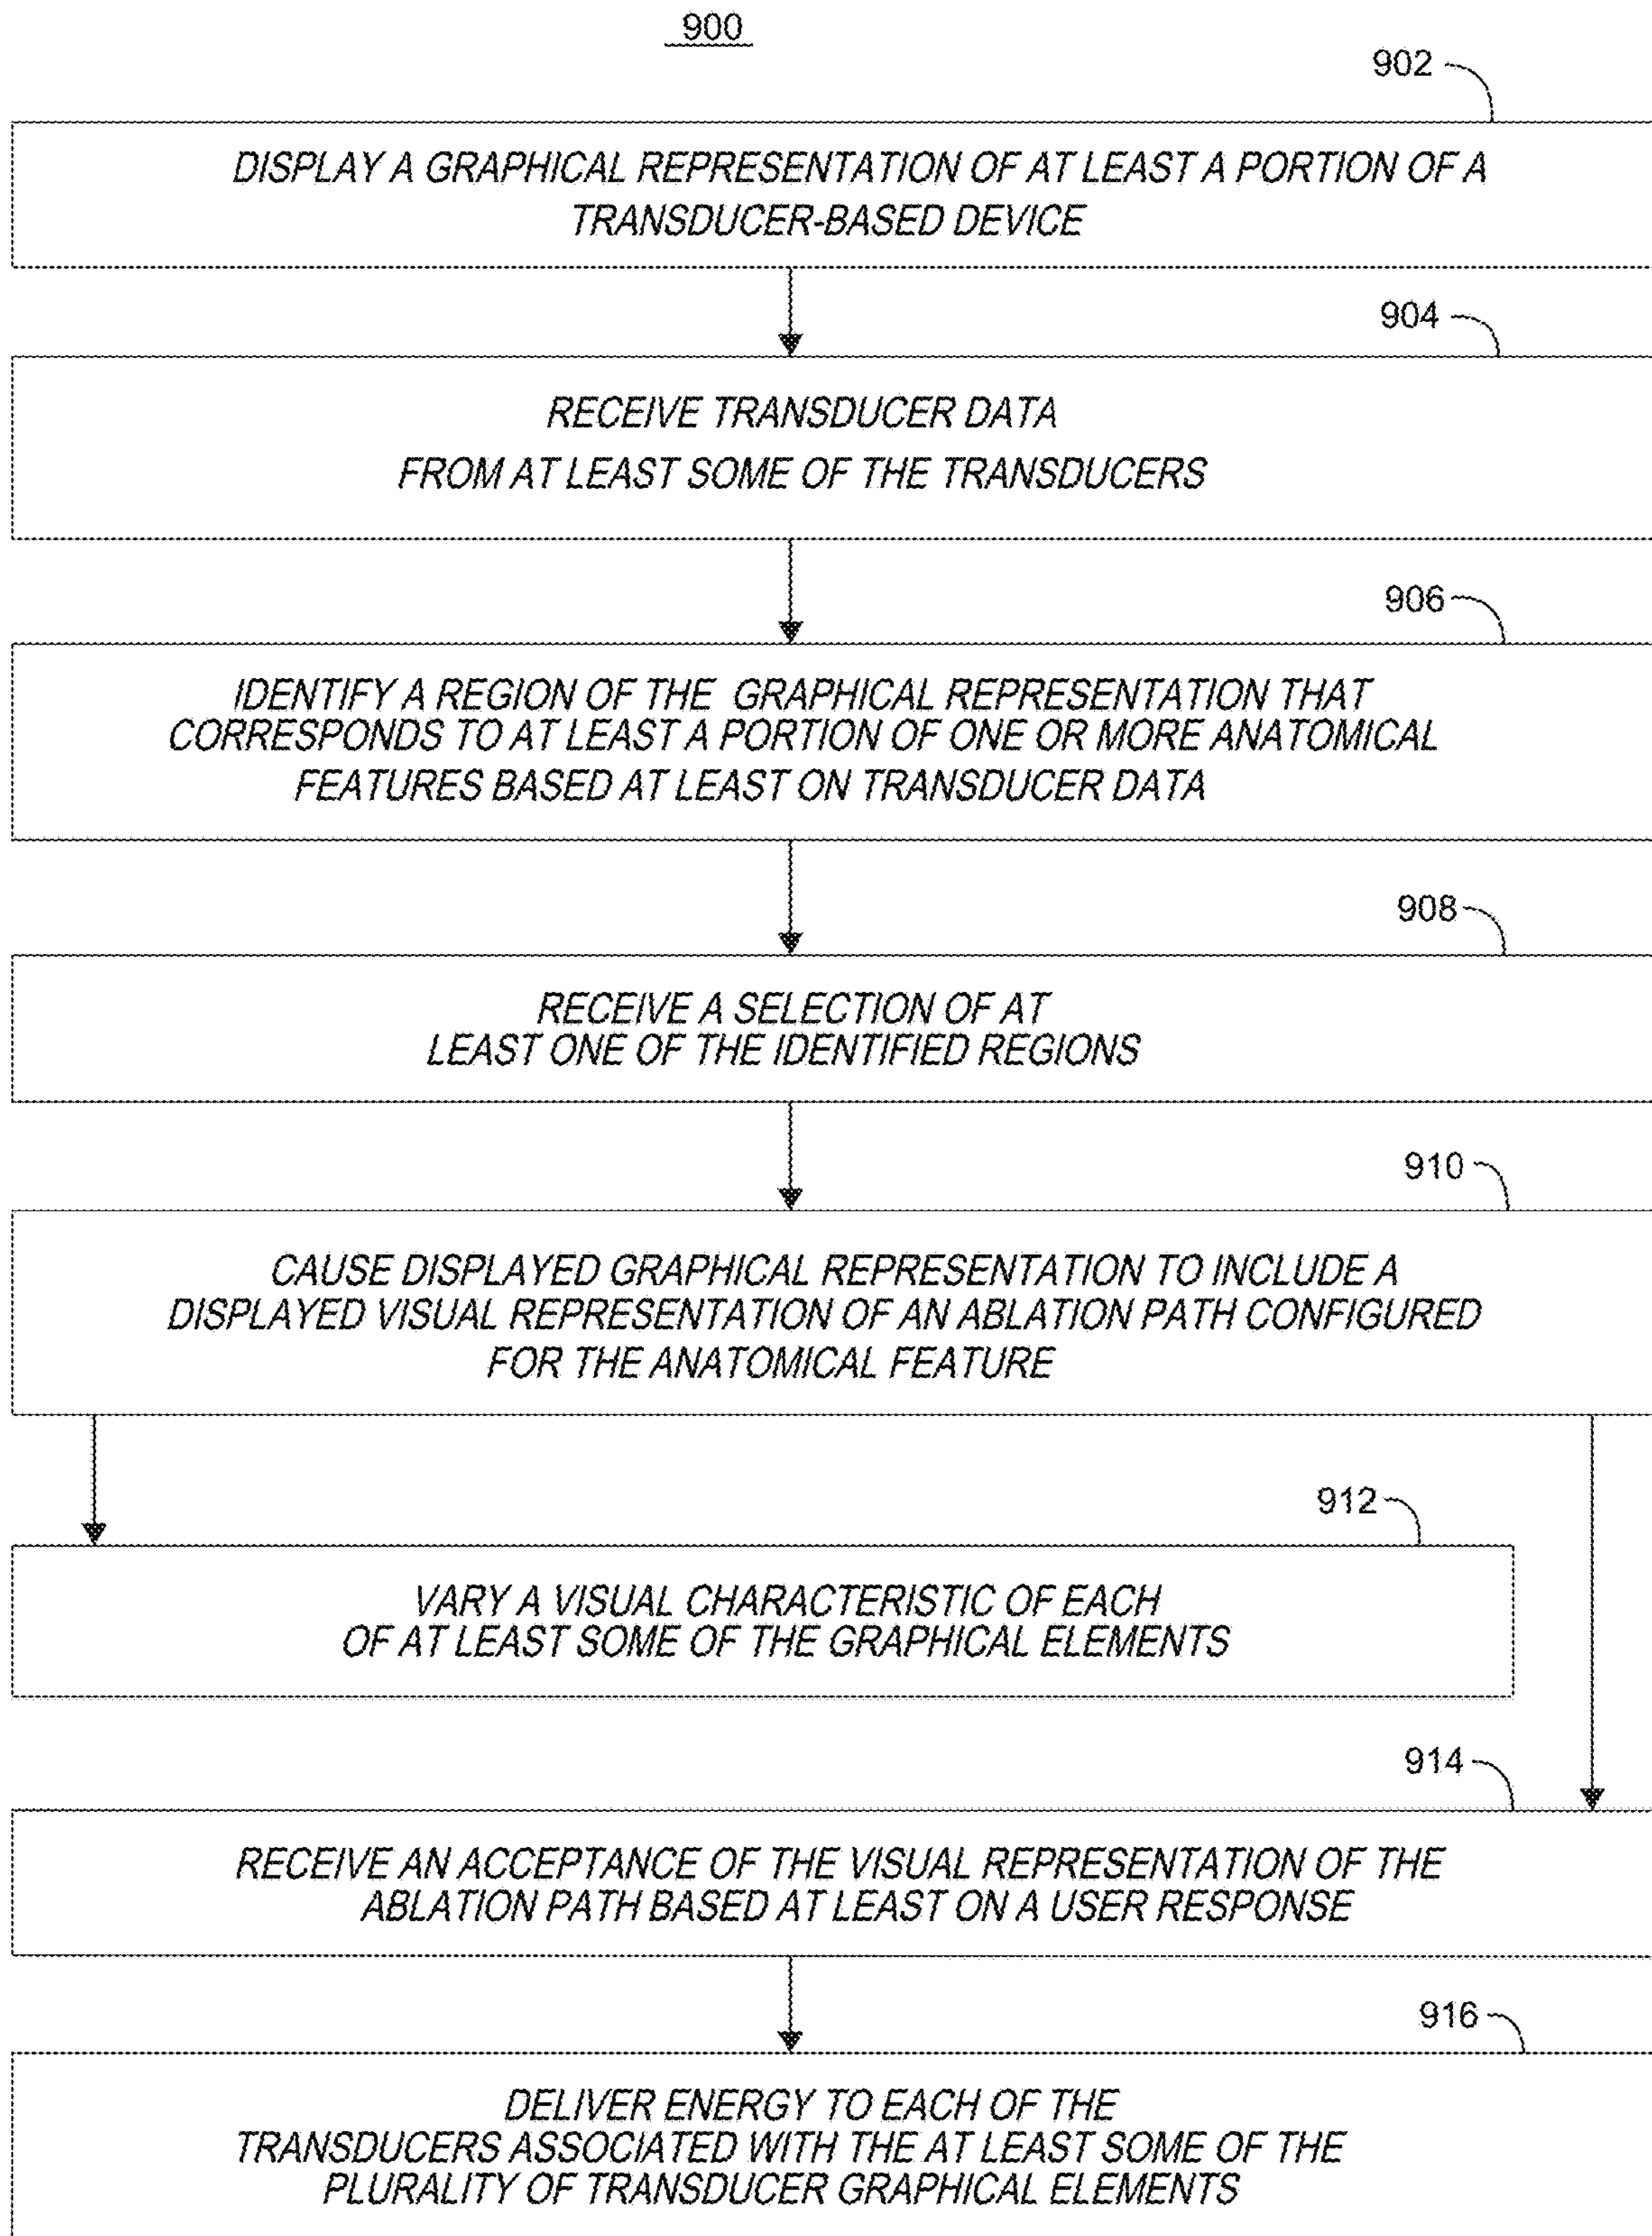 900
902
DISPLAY A GRAPHICAL REPRESENTATION OF AT LEAST A PORTION OF A
TRANSDUCER-BASED DEVICE
904
RECEIVE TRANSDUCER DATA
FROM AT LEAST SOME OF THE TRANSDUCERS
906
IDENTIFY A REGION OF THE GRAPHICAL REPRESENTATION THAT
CORRESPONDS TO AT LEAST A PORTION OF ONE OR MORE ANATOMICAL
FEATURES BASED AT LEAST ON TRANSDUCER DATA
908
RECEIVE A SELECTION OF AT
LEAST ONE OF THE IDENTIFIED REGIONS
910
CAUSE DISPLAYED GRAPHICAL REPRESENTATION TO INCLUDE A
DISPLAYED VISUAL REPRESENTATION OF AN ABLATION PATH CONFIGURED
FOR THE ANATOMICAL FEATURE
912
VARY A VISUAL CHARACTERISTIC OF EACH
OF AT LEAST SOME OF THE GRAPHICAL ELEMENTS
914
RECEIVE AN ACCEPTANCE OF THE VISUAL REPRESENTATION OF THE
ABLATION PATH BASED AT LEAST ON A USER RESPONSE
916
DELIVER ENERGY TO EACH OF THE
TRANSDUCERS ASSOCIATED WITH THE AT LEAST SOME OF THE
PLURALITY OF TRANSDUCER GRAPHICAL ELEMENTS